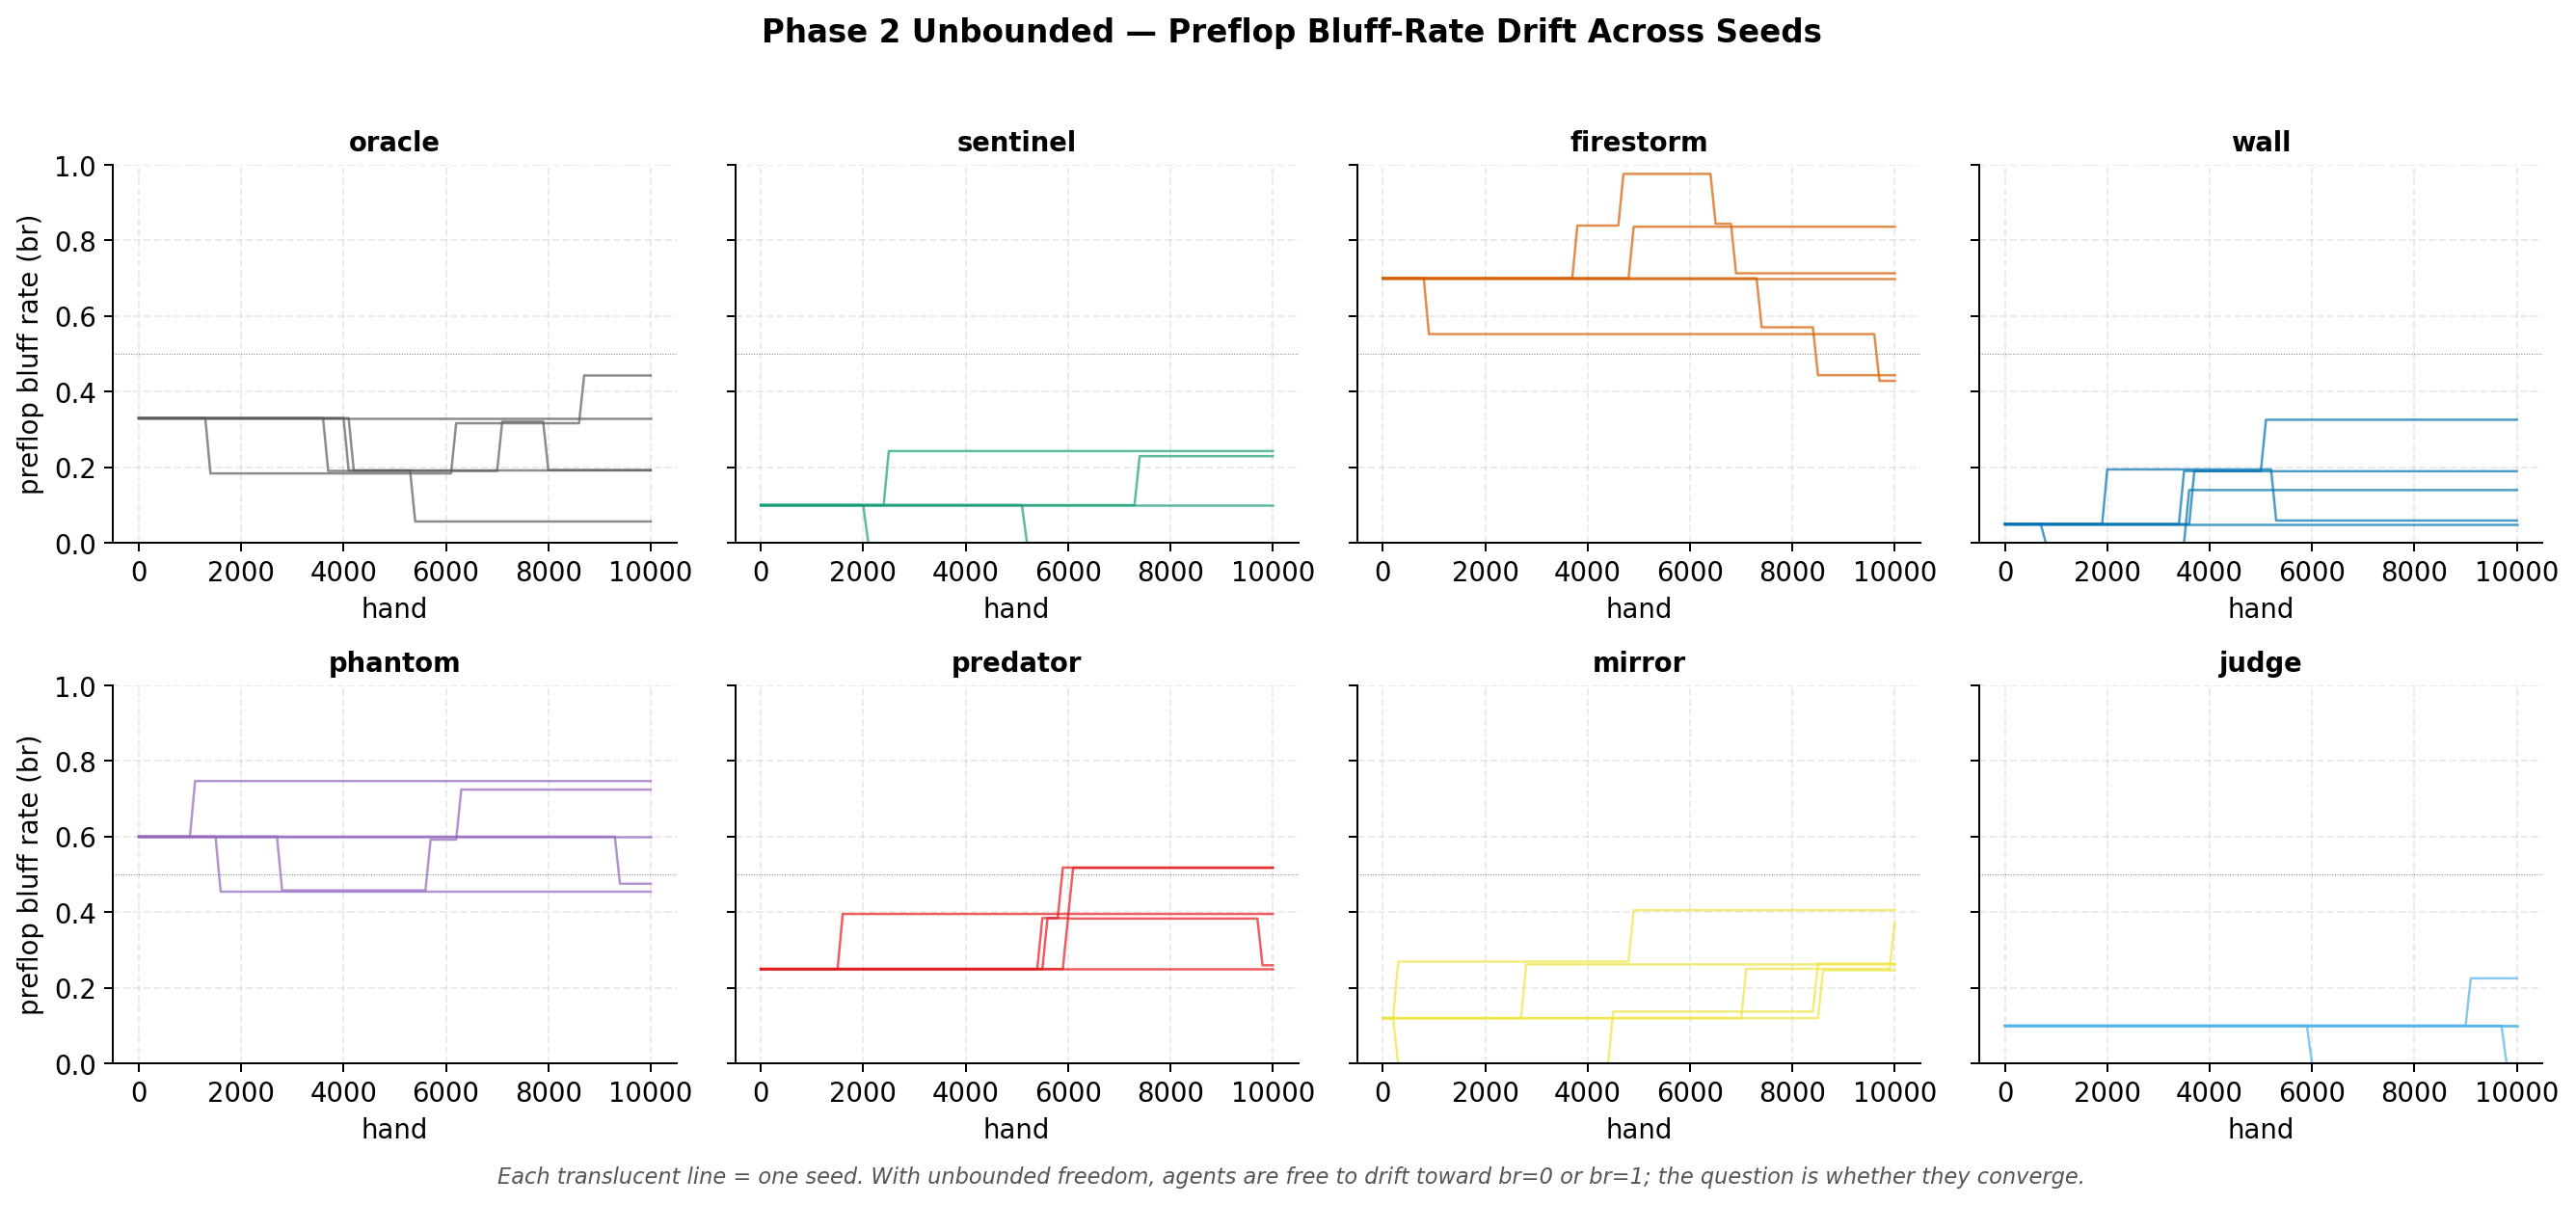 Phase 2 Unbounded — Preflop Bluff-Rate Drift Across Seeds
oracle
sentinel
firestorm
wall
preflop bluff rate (br)
1.0
0.8
0.6
0.4
0.2
0.0
0 2000 4000 6000 8000 10000
0 2000 4000 6000 8000 10000
0 2000 4000 6000 8000 10000
0 2000 4000 6000 8000 10000
hand
hand
hand
hand
phantom
predator
mirror
judge
preflop bluff rate (br)
1.0
0.8
0.6
0.4
0.2
0.0
0 2000 4000 6000 8000 10000
0 2000 4000 6000 8000 10000
0 2000 4000 6000 8000 10000
0 2000 4000 6000 8000 10000
hand
hand
hand
hand
Each translucent line = one seed. With unbounded freedom, agents are free to drift toward br=0 or br=1; the question is whether they converge.